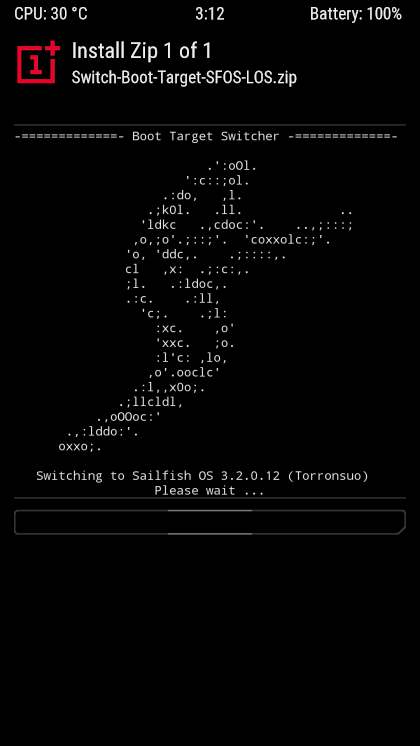 CPU: 30 °C 3:12 Battery: 100%
Install Zip 1 of 1
Switch-Boot-Target-SFOS-LOS.zip
-=============- Boot Target Switcher -=============-
.':oOl.
':c::;ol.
.:do, ,l.
.;kOl. .ll. ..
'ldkc .,cdoc:'. ..,;:::;
,o,;o'.;::;'. 'coxxolc:;'.
'o, 'ddc,. .;::::,.
cl ,x: .;:c:,.
;l. .:ldoc,.
.:c. .:ll,
'c;. .;l:
:xc. ,o'
'xxc. ;o.
:l'c: ,lo,
,o'.ooclc'
.:l,,xOo;.
.;llcldl,
.,oOOoc:'
.,:lddo:'.
oxxo;.
Switching to Sailfish OS 3.2.0.12 (Torronsuo)
Please wait ...